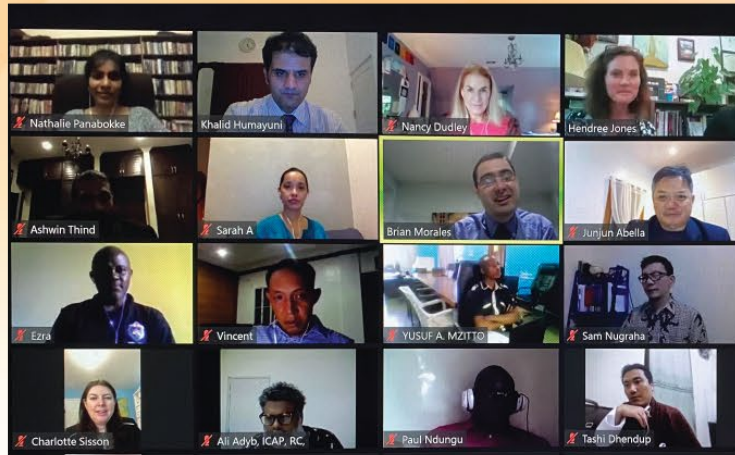 Nathalie Panabokke
Khalid Humayuni
Nancy Dudley
Hendree Jones
Ashwin Thind
Sarah A
Brian Morales
Junjun Abella
Ezra
Vincent
YUSUF A. MZITTO
Sam Nugraha
Charlotte Sisson
Ali Adyb, ICAP, RC,
Paul Ndungu
Tashi Dhendup